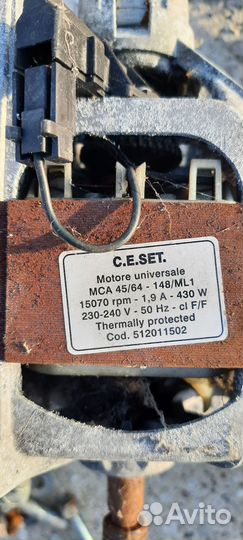 C.E.SET.
Motore universale
MCA 45/64 - 148/ML1
15070 rpm - 1,9 A - 430 W
230-240 V - 50 Hz - cl F/F
Thermally protected
Cod. 512011502
Avito